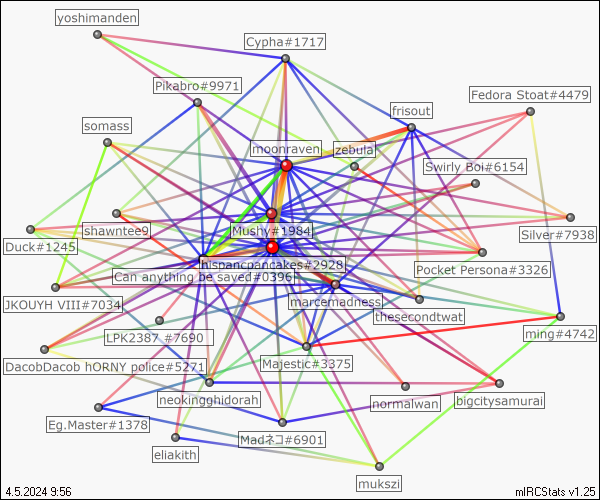 yoshimanden
Cypha#1717
Pikabro#9971
Fedora Stoat#4479
frisout
somass
moonraven
zebula
Swirly Boi#6154
shawntee9
Mushy#1984
Silver#7938
Duck#1245
hispancpancakes#2928
Pocket Persona#3326
Can anything be saved#0396
JKOUYH VIII#7034
marcemadness
thesecondtwat
LPK2387_#7690
ming#4742
DacobDacob hORNY police#5271
Majestic#3375
neokingghidorah
normalwan
bigcitysamurai
Eg.Master#1378
Madネコ#6901
eliakith
mukszi
4.5.2024 9:56
mIRCStats v1.25